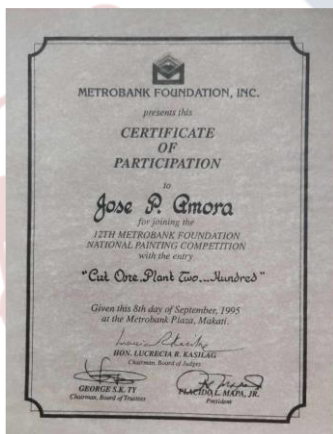 METROBANK FOUNDATION, INC.
presents this
CERTIFICATE
OF
PARTICIPATION
to
Jose P. Amora
for joining the
12TH METROBANK FOUNDATION
NATIONAL PAINTING COMPETITION
with the entry
"Cut One, Plant Two...Hundred"
Given this 8th day of September, 1995
at the Metrobank Plaza, Makati.
HON. LUCRECIA R. KASILAG
Chairman, Board of Judges
GEORGE S.K. TY
Chairman, Board of Trustees
PLACIDO L. MAPA, JR.
President